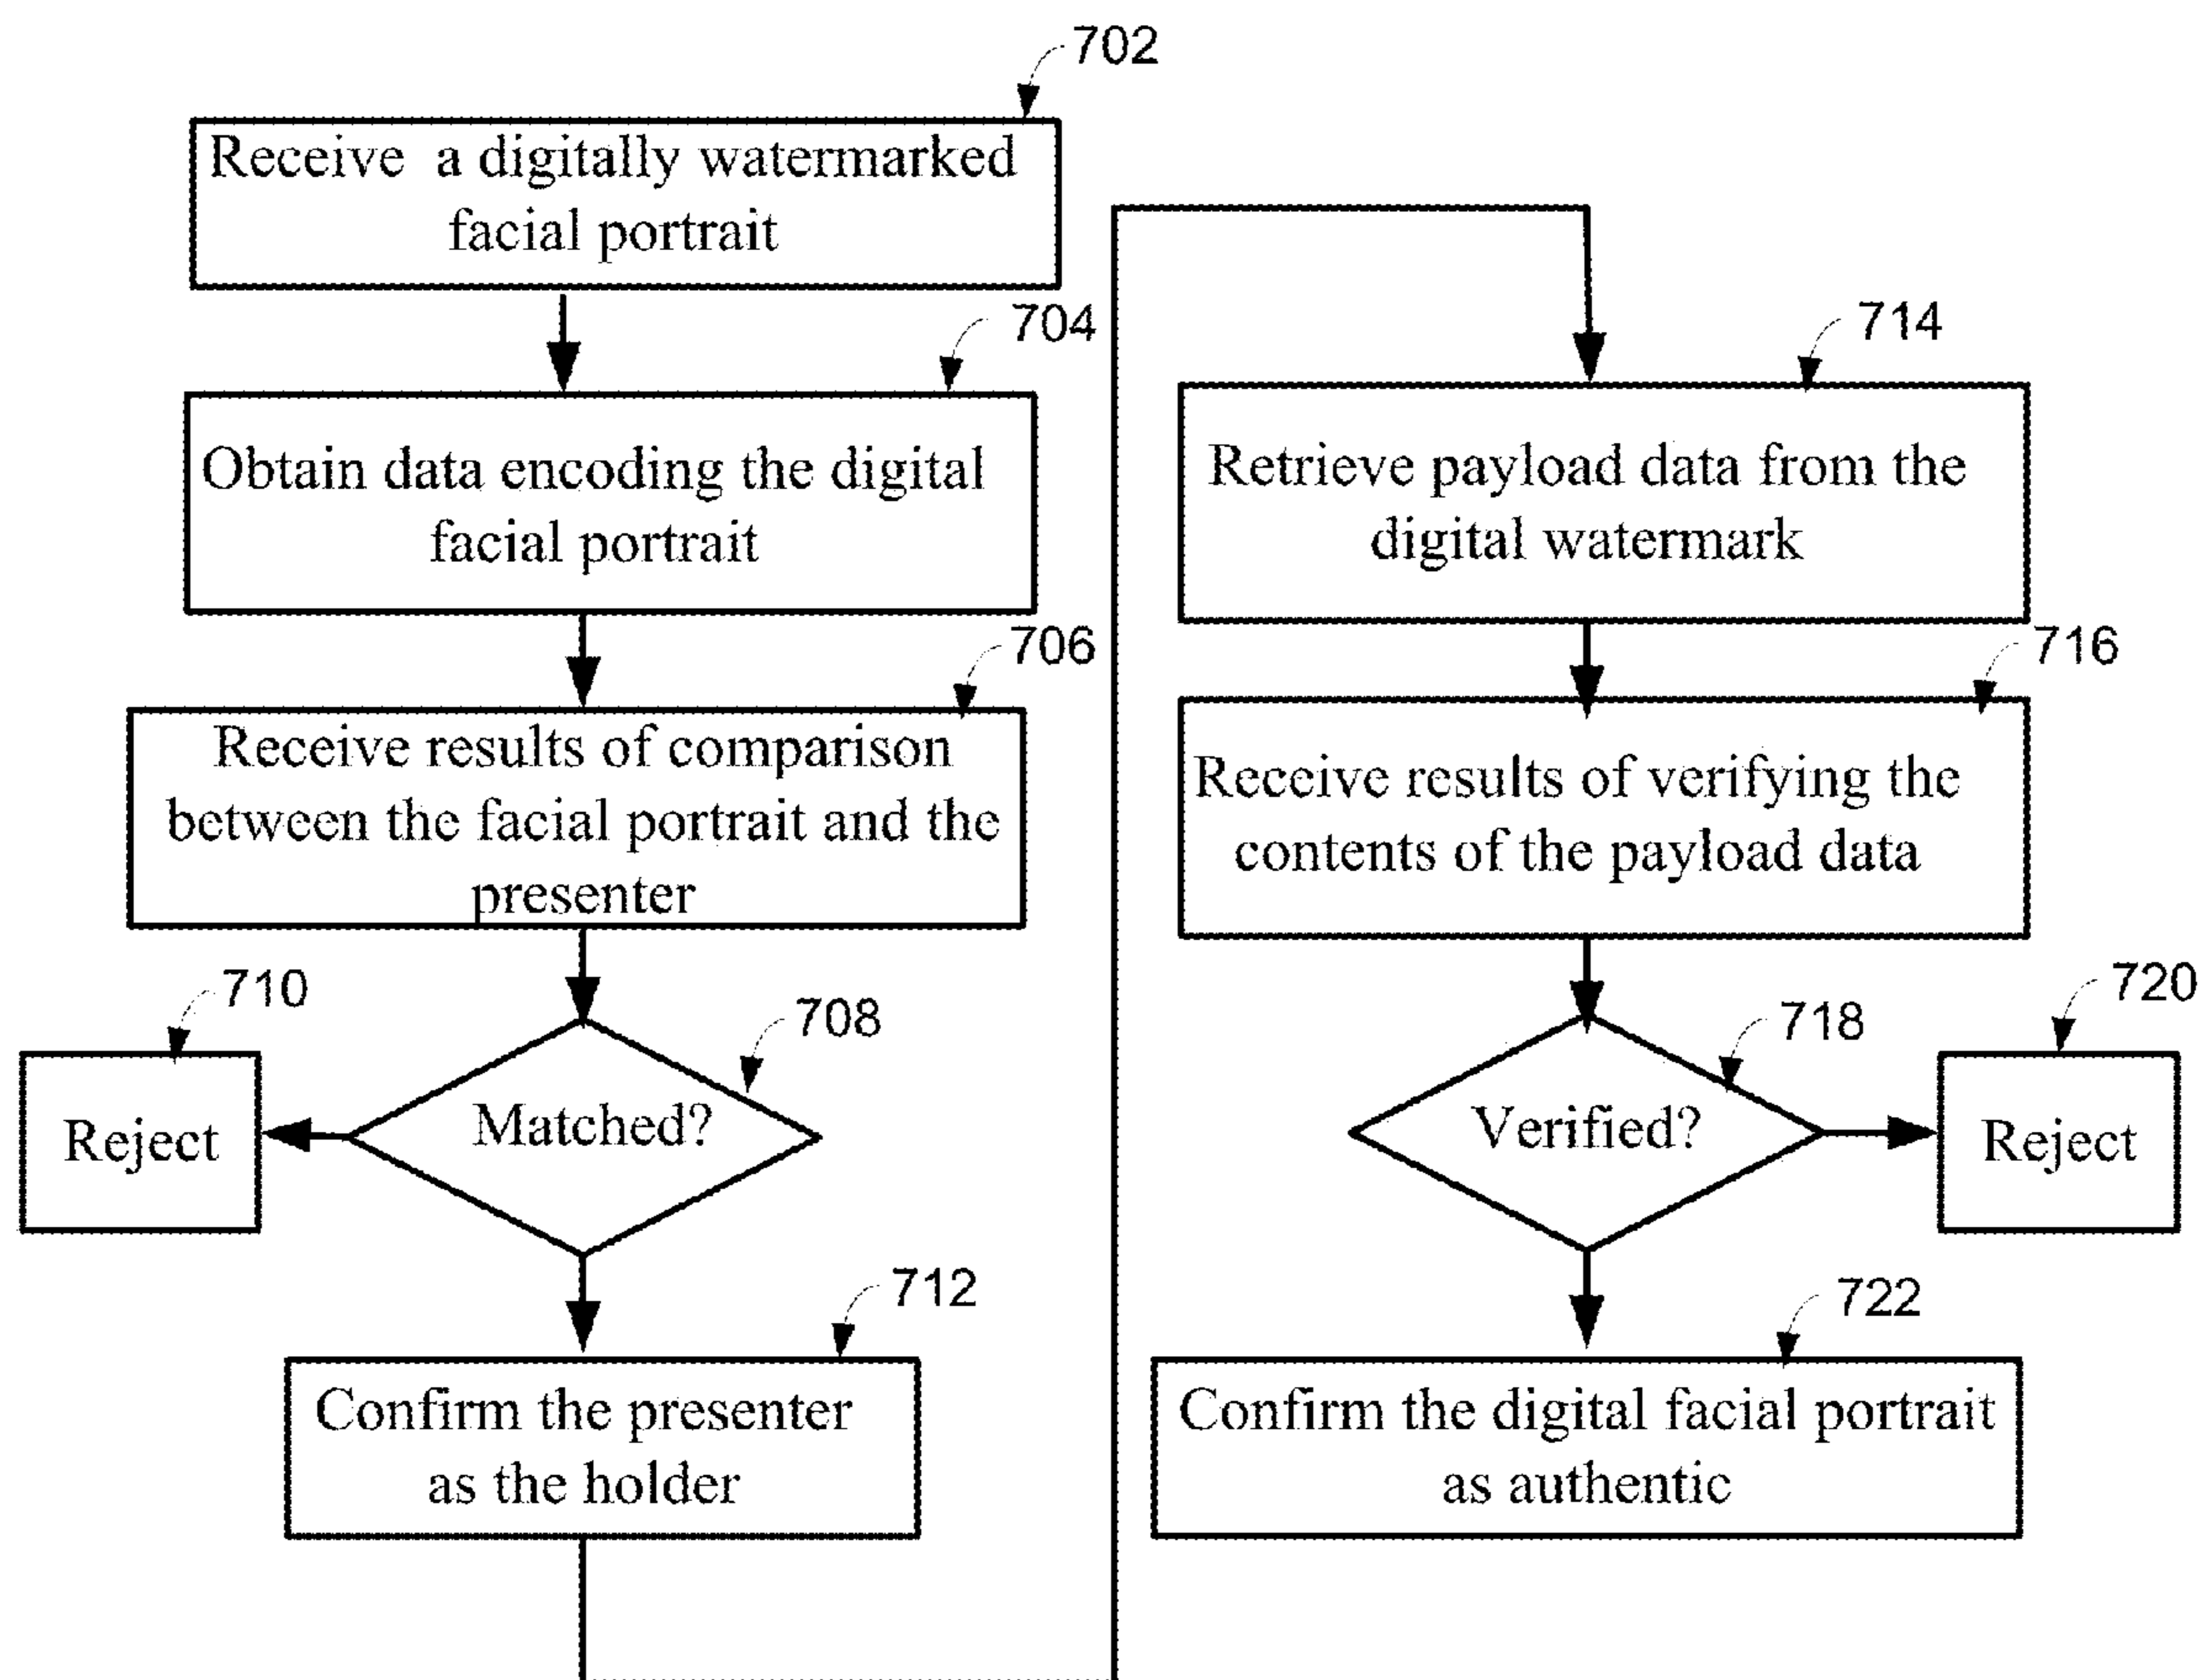 702
Receive a digitally watermarked
facial portrait
704
Obtain data encoding the digital
facial portrait
706
Receive results of comparison
between the facial portrait and the
presenter
710
708
Reject
Matched?
712
Confirm the presenter
as the holder
714
Retrieve payload data from the
digital watermark
716
Receive results of verifying the
contents of the payload data
718
720
Verified?
Reject
722
Confirm the digital facial portrait
as authentic